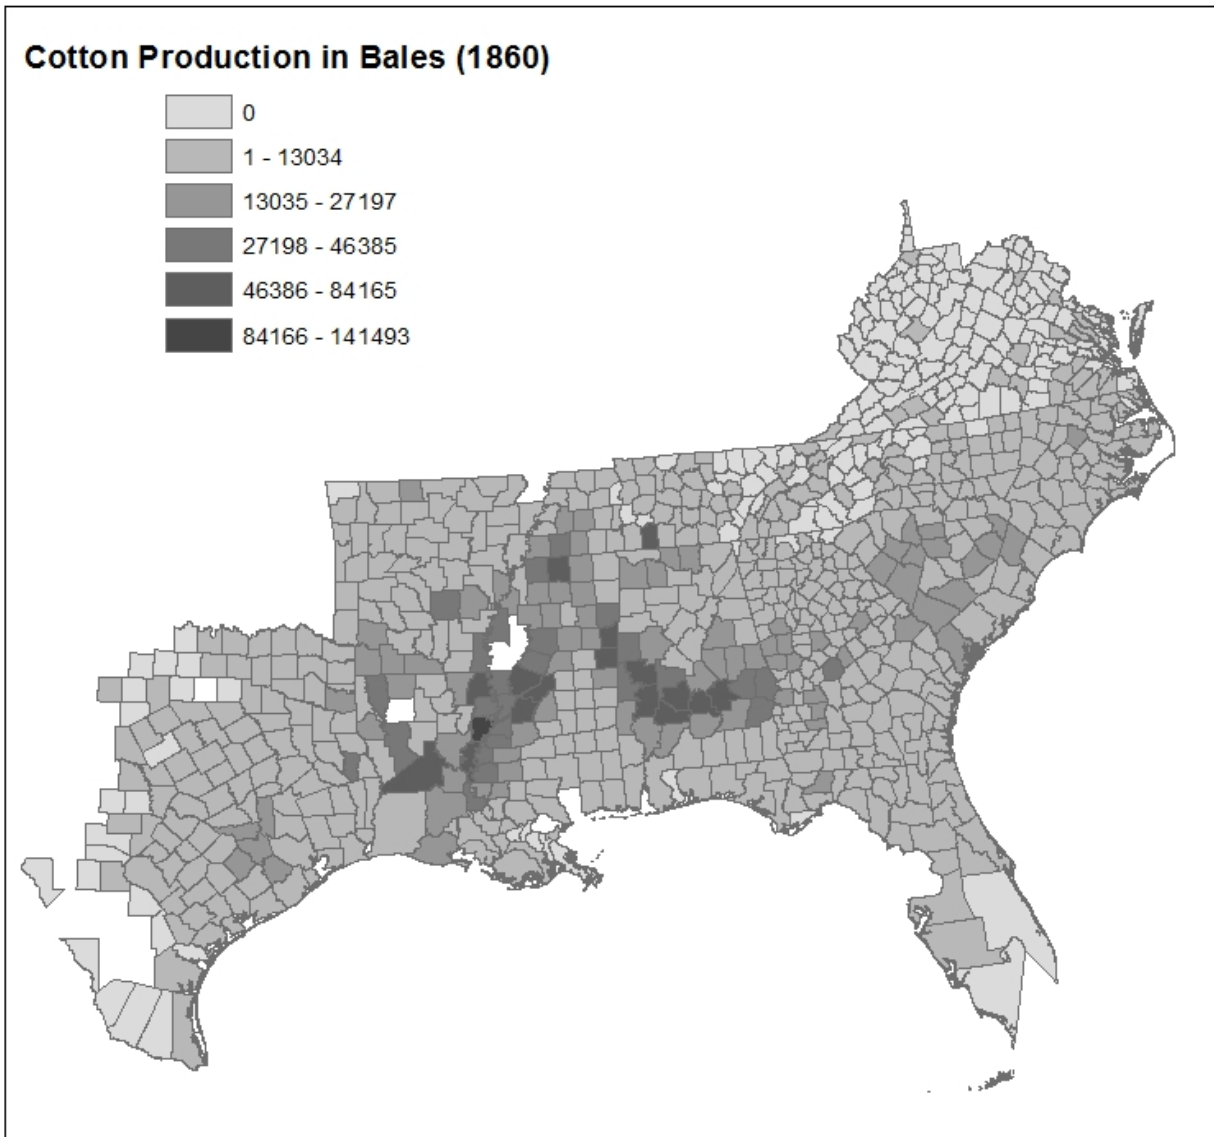 Cotton Production in Bales (1860)
0
1 - 13034
13035 - 27197
27198 - 46385
46386 - 84165
84166 - 141493